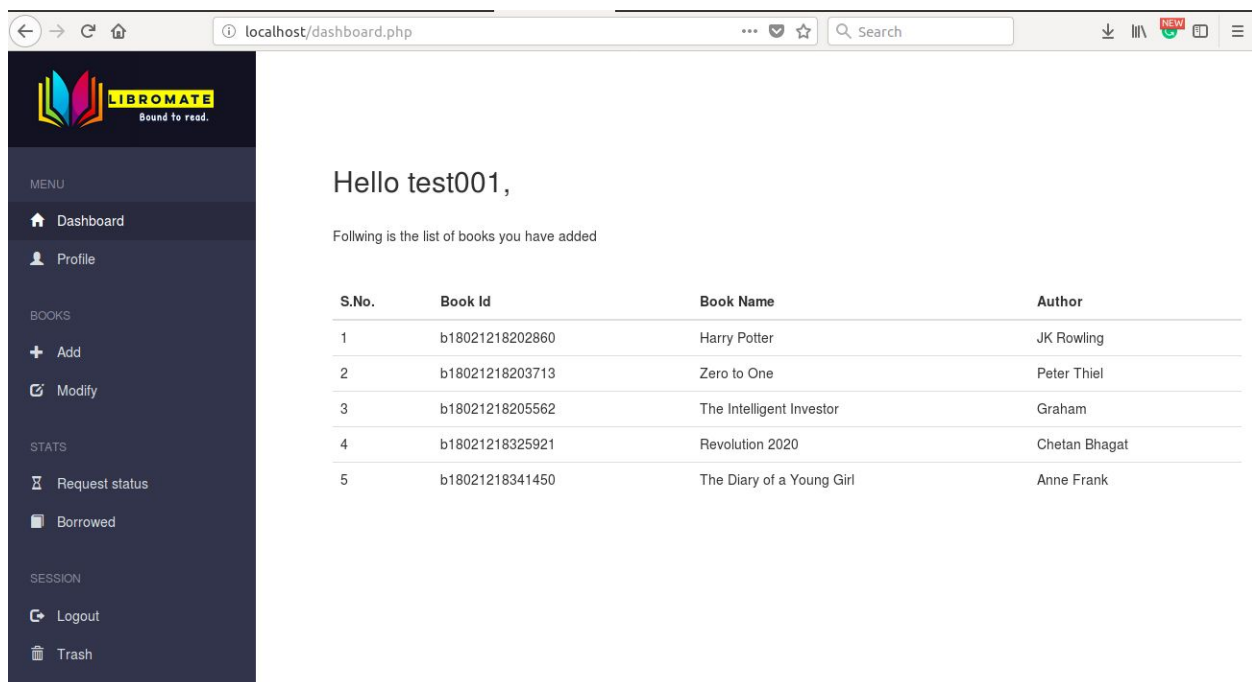 localhost/dashboard.php
Search
NEW
LIBROMATE
Bound to read.
MENU
Dashboard
Profile
BOOKS
Add
Modify
STATS
Request status
Borrowed
SESSION
Logout
Trash
Hello test001,
Follwing is the list of books you have added
S.No. Book Id Book Name Author
1 b18021218202860 Harry Potter JK Rowling
2 b18021218203713 Zero to One Peter Thiel
3 b18021218205562 The Intelligent Investor Graham
4 b18021218325921 Revolution 2020 Chetan Bhagat
5 b18021218341450 The Diary of a Young Girl Anne Frank